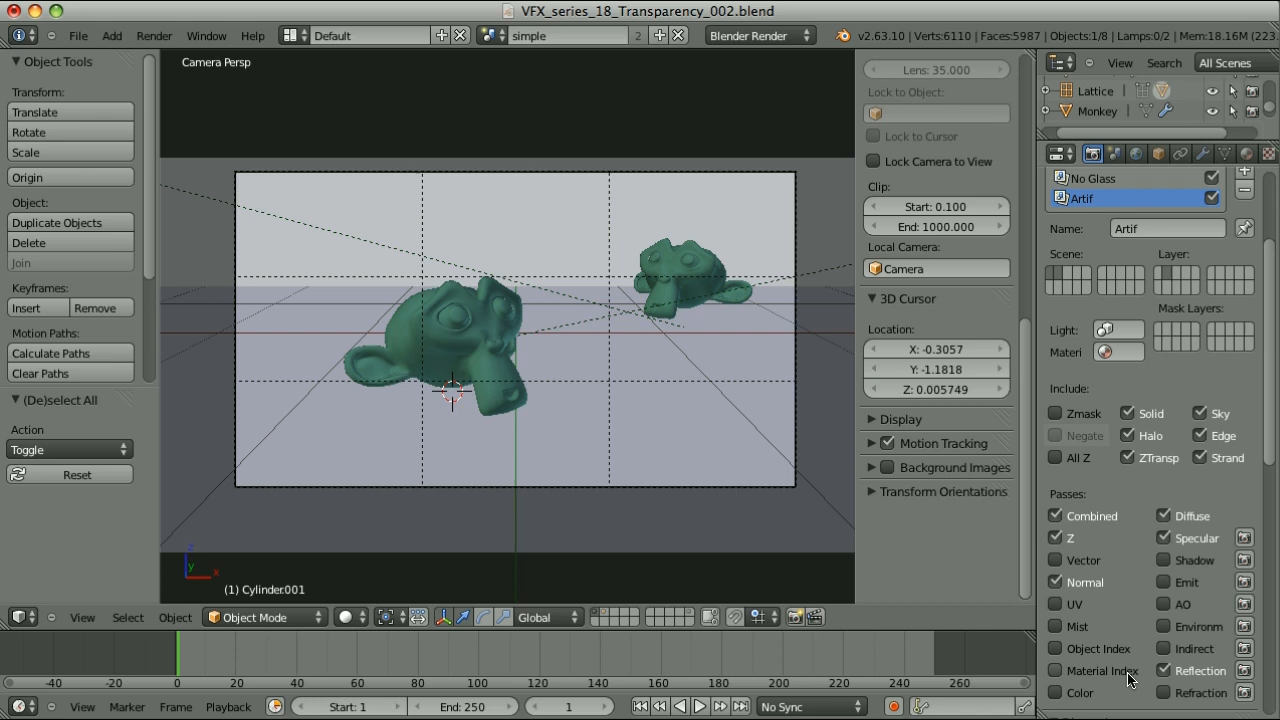 VFX_series_18_Transparency_002.blend
File Add Render Window Help Default simple 2 Blender Render v2.63.10 | Verts:6110 | Faces:5987 | Objects:1/8 | Lamps:0/2 | Mem:18.16M (223.
Object Tools
Transform:
Translate
Rotate
Scale
Origin
Object:
Duplicate Objects
Delete
Join
Keyframes:
Insert Remove
Motion Paths:
Calculate Paths
Clear Paths
(De)select All
Action
Toggle
Reset
Camera Persp
z
y
x
(1) Cylinder.001
Lens: 35.000
Lock to Object:
Lock to Cursor
Lock Camera to View
Clip:
Start: 0.100
End: 1000.000
Local Camera:
Camera
3D Cursor
Location:
X: -0.3057
Y: -1.1818
Z: 0.005749
Display
Motion Tracking
Background Images
Transform Orientations
View Search All Scenes
Lattice
Monkey
No Glass
Artif
Name: Artif
Scene: Layer:
Mask Layers:
Light:
Materi
Include:
Zmask Solid Sky
Negate Halo Edge
All Z ZTransp Strand
Passes:
Combined Diffuse
Z Specular
Vector Shadow
Normal Emit
UV AO
Mist Environm
Object Index Indirect
Material Index Reflection
Color Refraction
View Select Object Object Mode Global
-40 -20 0 20 40 60 80 100 120 140 160 180 200 220 240 260
View Marker Frame Playback Start: 1 End: 250 1 No Sync